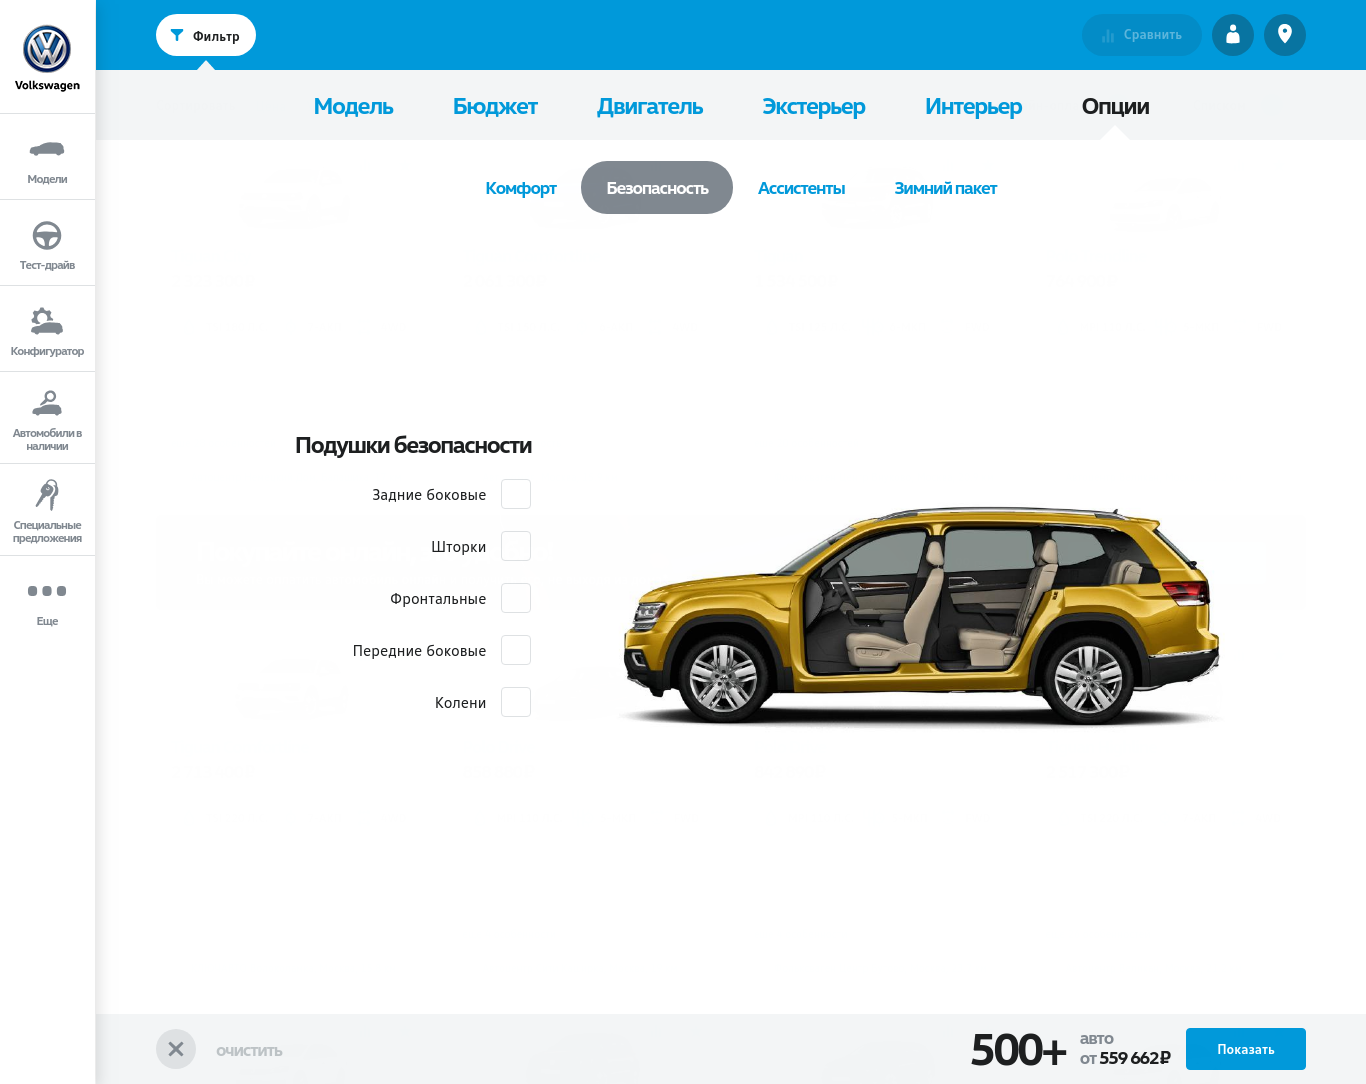 Volkswagen
Модели
Тест-драйв
Конфигуратор
Автомобили в
наличии
Специальные
предложения
Еще
Фильтр
Сравнить
Модель Бюджет Двигатель Экстерьер Интерьер Опции
Комфорт Безопасность Ассистенты Зимний пакет
Подушки безопасности
Задние боковые
Шторки
Фронтальные
Передние боковые
Колени
очистить
500+
авто
от 559 662₽
Показать